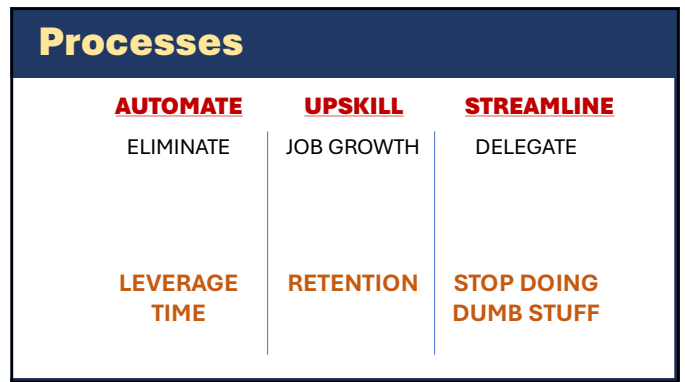 Processes
AUTOMATE UPSKILL STREAMLINE
ELIMINATE JOB GROWTH DELEGATE
LEVERAGE RETENTION STOP DOING
TIME DUMB STUFF